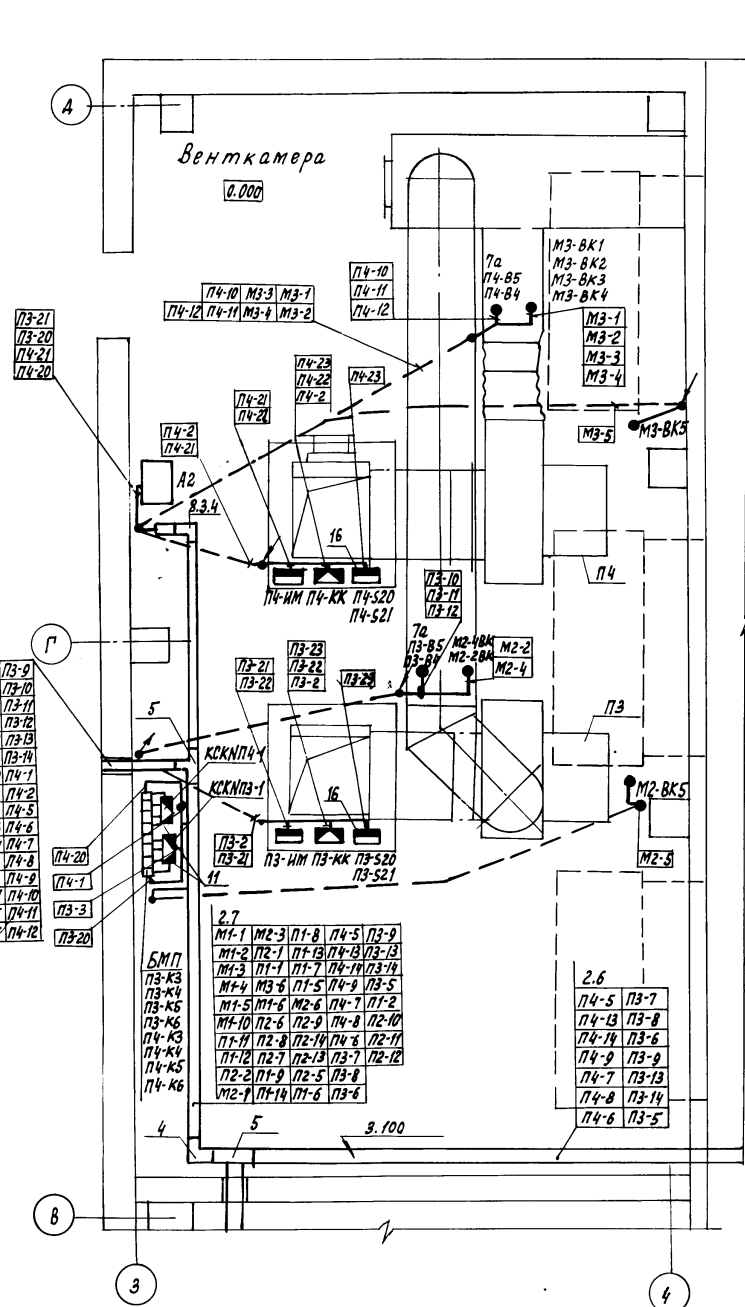 А
Венткамера
0.000
П4-10 М3-3 М3-1
П4-12 П4-11 М3-4 М3-2
П4-10
П4-11
П4-12
7а
П4-В5
П4-В4
М3-ВК1
М3-ВК2
М3-ВК3
М3-ВК4
М3-1
М3-2
М3-3
М3-4
П3-21
П3-20
П4-21
П4-20
П4-23
П4-22
П4-2
П4-23
П4-21
П4-22
П4-2
П4-21
М3-5
М3-ВК5
А2
8.3.4
16
П4-ИМ П4-КК П4-S20
П4-S21
П4
П3-10
П3-11
П3-12
Г
7а
П3-В5
П3-В4
М2-4ВК
М2-2ВК
М2-2
М2-4
П3-21
П3-22
П3-23
П3-22
П3-2
П3-23
П3
П3-9
П3-10
П3-11
П3-12
П3-13
П3-14
П4-1
П4-2
П4-5
П4-6
П4-7
П4-8
П4-9
П4-10
П4-11
П4-12
5
КСКNП4-1
КСКNП3-1
16
П3-2
П3-21
П3-ИМ П3-КК П3-S20
П3-S21
М2-ВК5
М2-5
П4-20
П4-1
П3-3
П3-20
11
БМП
П3-К3
П3-К4
П3-К5
П3-К6
П4-К3
П4-К4
П4-К5
П4-К6
2.7
М1-1 М2-3 П1-8 П4-5 П3-9
М1-2 П2-1 П1-13 П4-13 П3-13
М1-3 П1-1 П1-7 П4-14 П3-14
М1-4 М3-6 П1-5 П4-9 П3-5
М1-5 М1-6 М2-6 П4-7 П1-2
М1-10 П2-6 П2-9 П4-8 П2-10
П1-11 П2-8 П2-14 П4-6 П2-11
П1-12 П2-7 П2-13 П3-7 П2-12
П2-2 П1-9 П2-5 П3-8
М2-1 П1-14 П1-6 П3-6
2.6
П4-5 П3-7
П4-13 П3-8
П4-14 П3-6
П4-9 П3-9
П4-7 П3-13
П4-8 П3-14
П4-6 П3-5
4
5
3.100
В
3
4